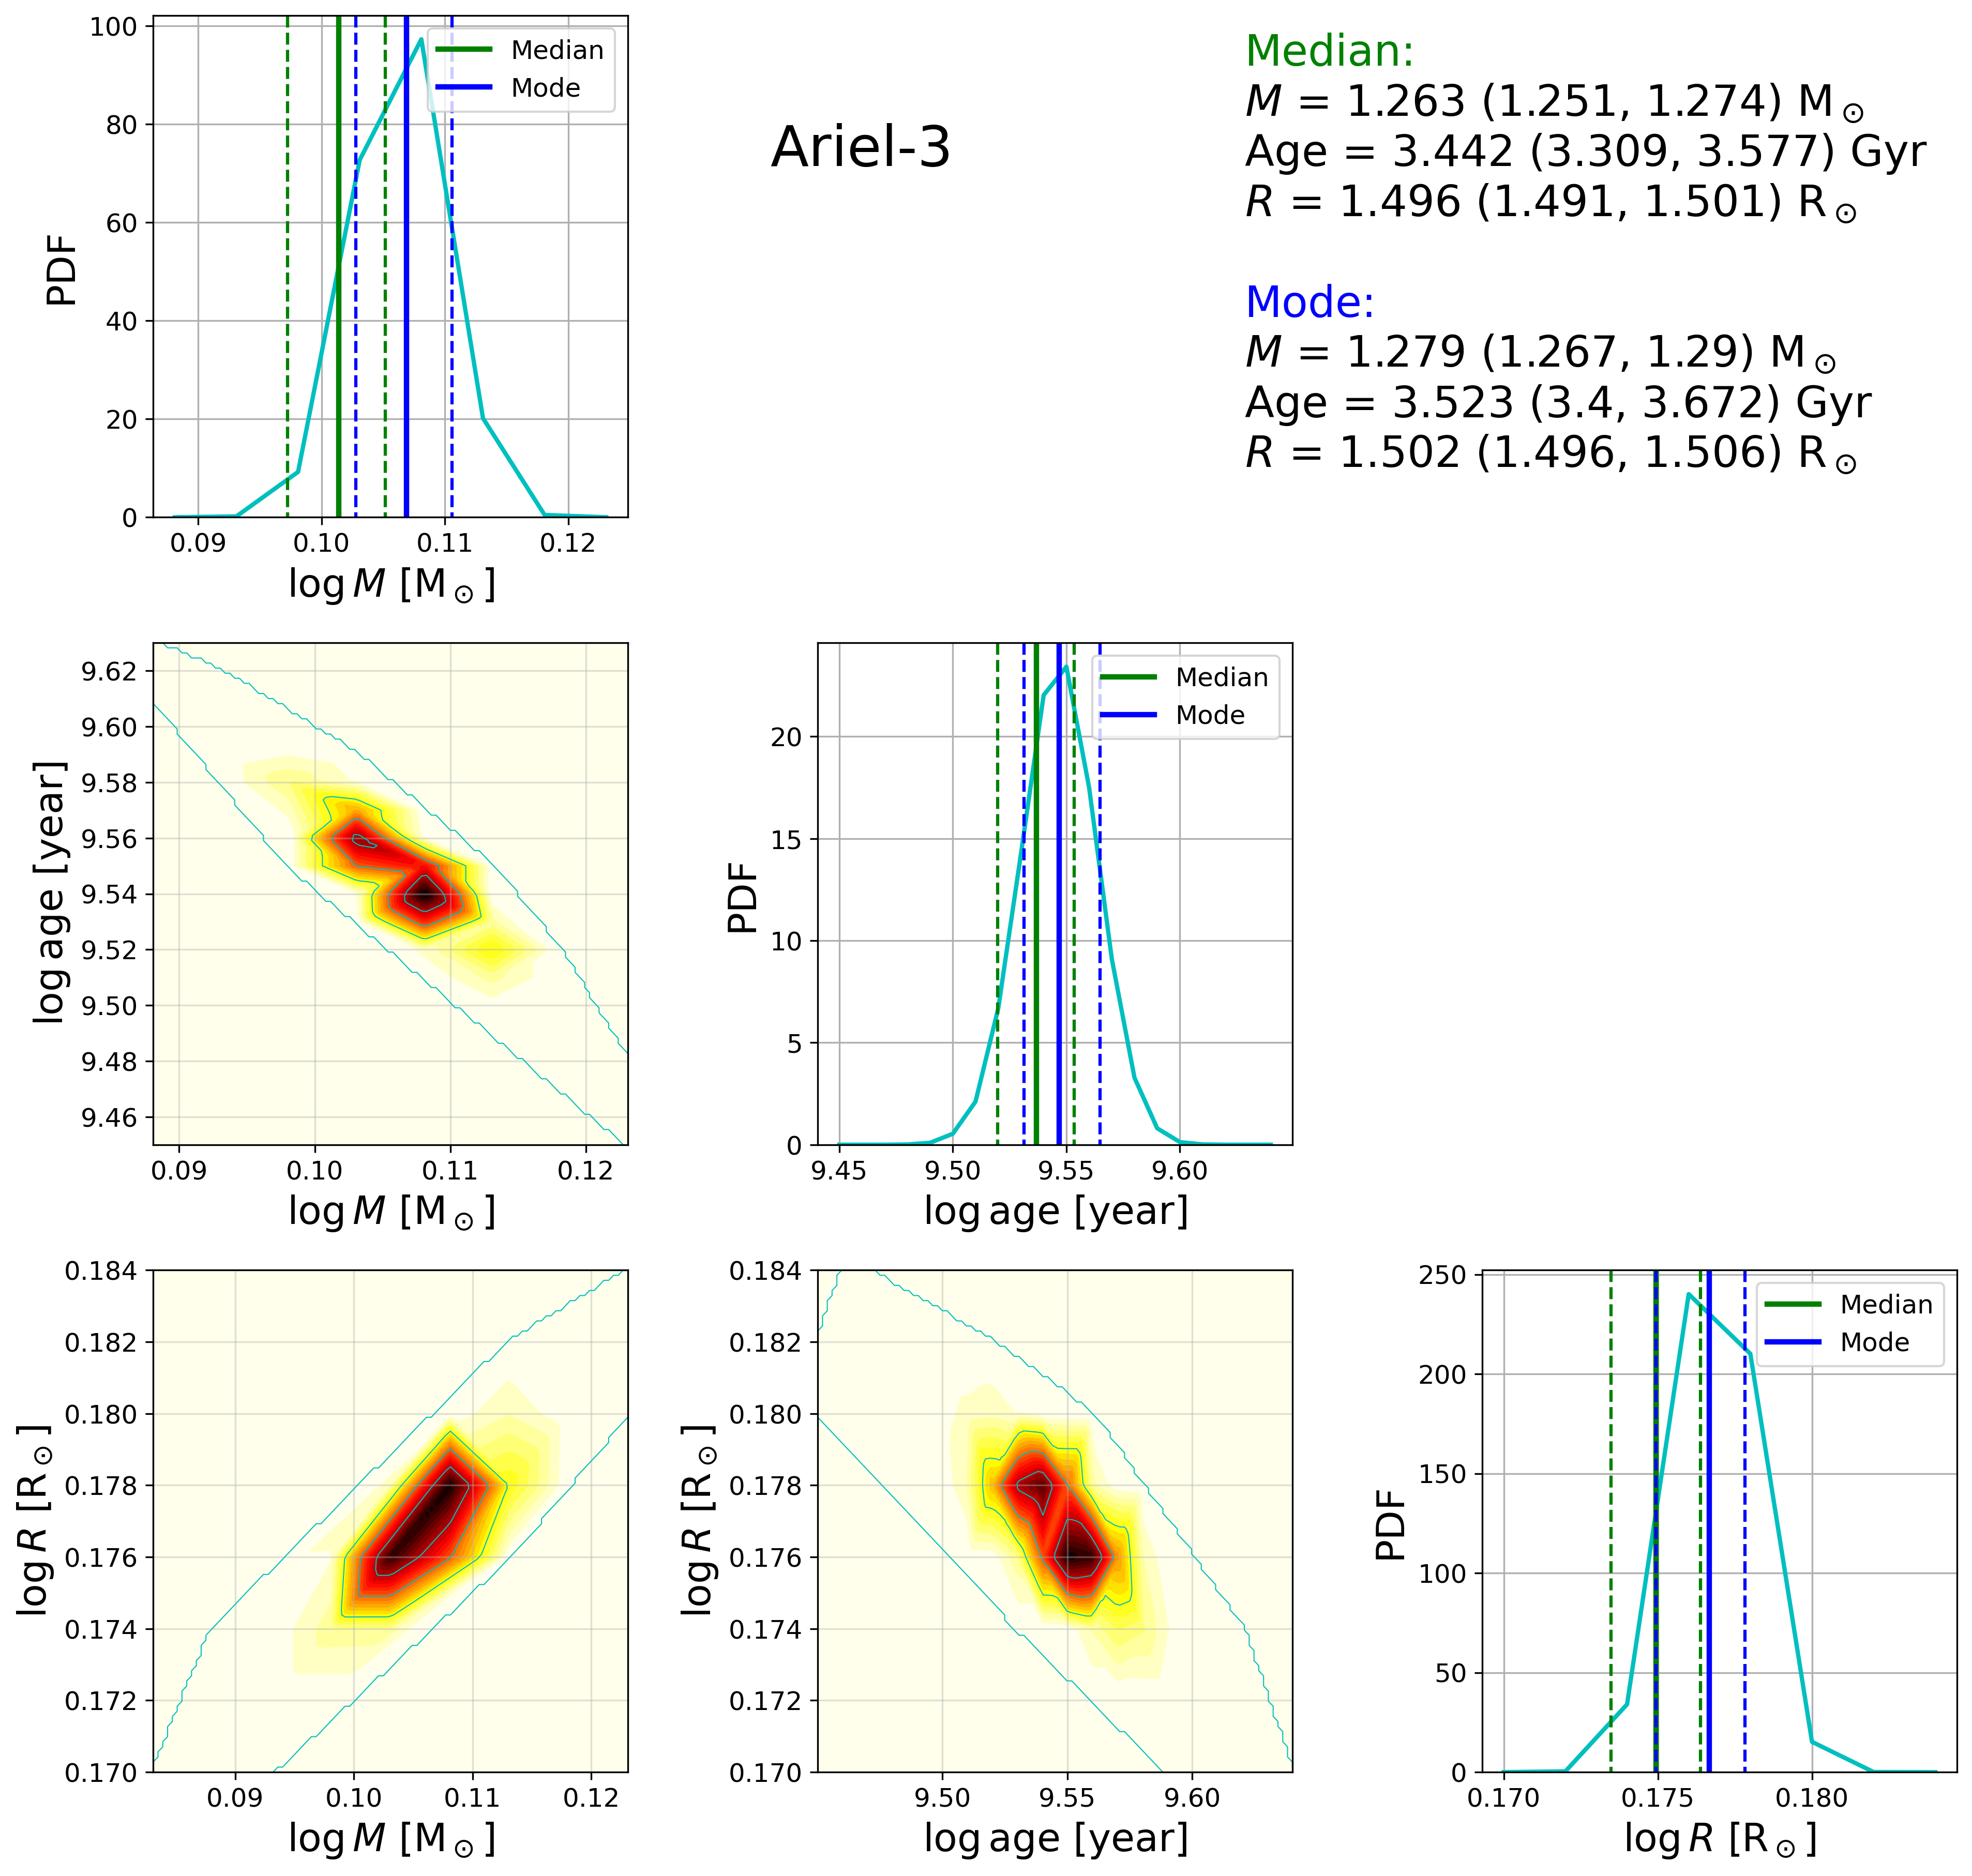 100
80
60
40
20
0
PDF
Median
Mode
0.09 0.10 0.11 0.12
log M [M⊙]
Ariel-3
Median:
M = 1.263 (1.251, 1.274) M⊙
Age = 3.442 (3.309, 3.577) Gyr
R = 1.496 (1.491, 1.501) R⊙
Mode:
M = 1.279 (1.267, 1.29) M⊙
Age = 3.523 (3.4, 3.672) Gyr
R = 1.502 (1.496, 1.506) R⊙
9.62
9.60
9.58
9.56
9.54
9.52
9.50
9.48
9.46
log age [year]
0.09 0.10 0.11 0.12
log M [M⊙]
20
15
10
5
0
PDF
Median
Mode
9.45 9.50 9.55 9.60
log age [year]
0.184
0.182
0.180
0.178
0.176
0.174
0.172
0.170
log R [R⊙]
0.09 0.10 0.11 0.12
log M [M⊙]
0.184
0.182
0.180
0.178
0.176
0.174
0.172
0.170
log R [R⊙]
9.50 9.55 9.60
log age [year]
250
200
150
100
50
0
PDF
Median
Mode
0.170 0.175 0.180
log R [R⊙]